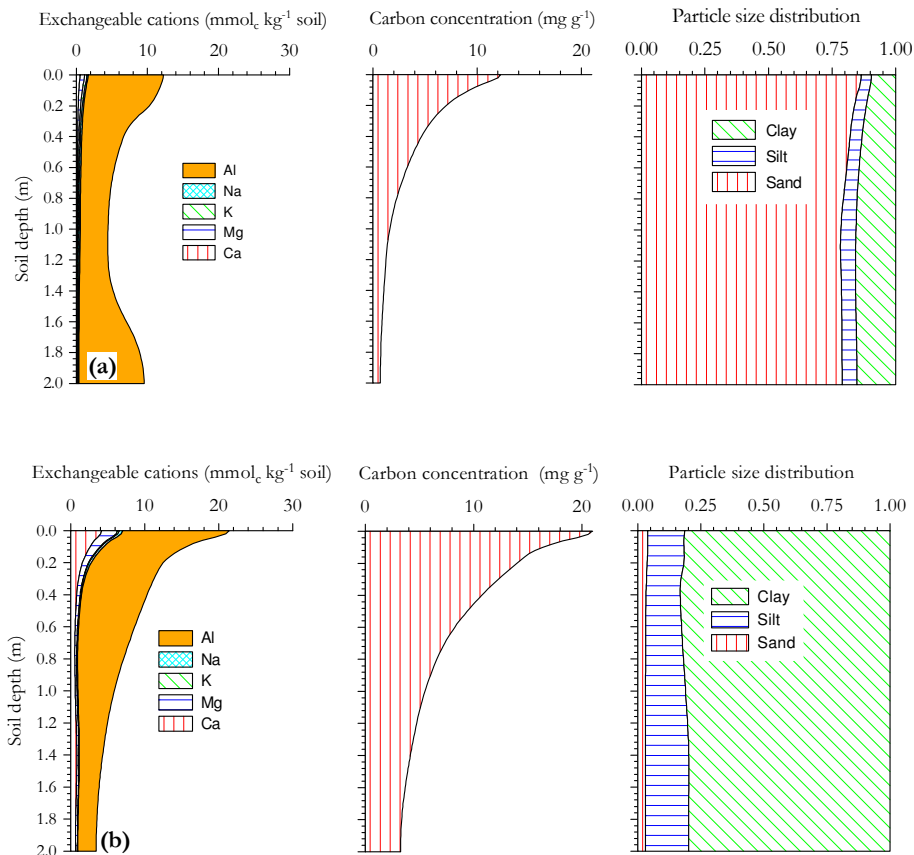 Exchangeable cations (mmolc kg-1 soil)
Carbon concentration (mg g-1)
Particle size distribution
0 10 20 30
0 10 20
0.00 0.25 0.50 0.75 1.00
0.0
0.2
0.4
0.6
0.8
1.0
1.2
1.4
1.6
1.8
2.0
Soil depth (m)
Al
Na
K
Mg
Ca
Clay
Silt
Sand
(a)
Exchangeable cations (mmolc kg-1 soil)
Carbon concentration (mg g-1)
Particle size distribution
0 10 20 30
0 10 20
0.00 0.25 0.50 0.75 1.00
0.0
0.2
0.4
0.6
0.8
1.0
1.2
1.4
1.6
1.8
2.0
Soil depth (m)
Al
Na
K
Mg
Ca
Clay
Silt
Sand
(b)